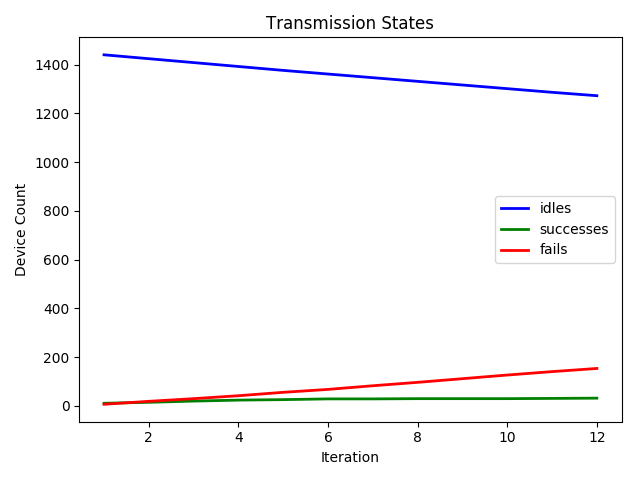 Transmission States
Device Count
1400
1200
1000
800
600
400
200
0
idles
successes
fails
2 4 6 8 10 12
Iteration